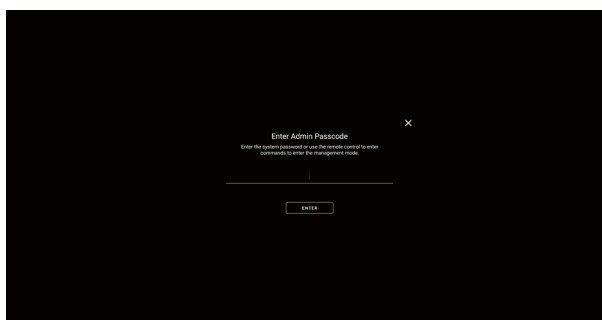 Enter Admin Passcode
Enter the system password or use the remote control to enter
commands to enter the management mode.
ENTER